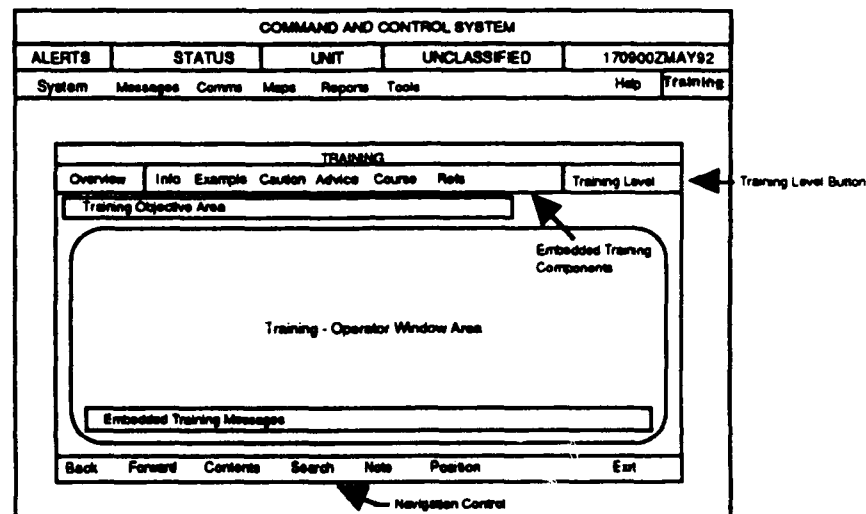 COMMAND AND CONTROL SYSTEM
ALERTS STATUS UNIT UNCLASSIFIED 170900ZMAY92
System Messages Comms Maps Reports Tools Help Training
TRAINING
Overview Info Example Caution Advice Course Refs Training Level
Training Level Button
Training Objective Area
Embedded Training
Components
Training - Operator Window Area
Embedded Training Messages
Back Forward Contents Search Note Position Exit
Navigation Control